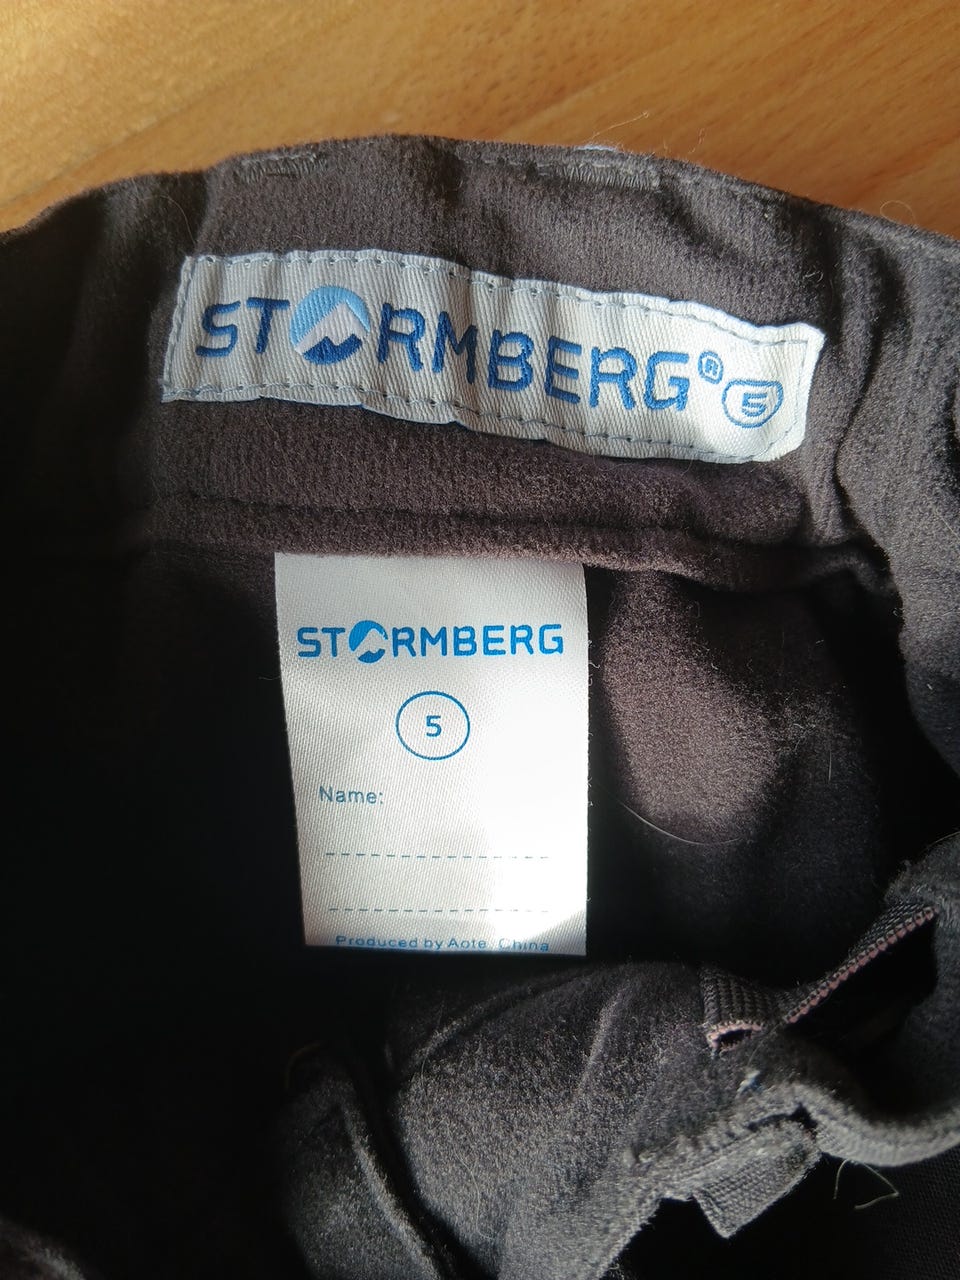 STORMBERG® 5
STORMBERG
5
Name:
Produced by Aote, China